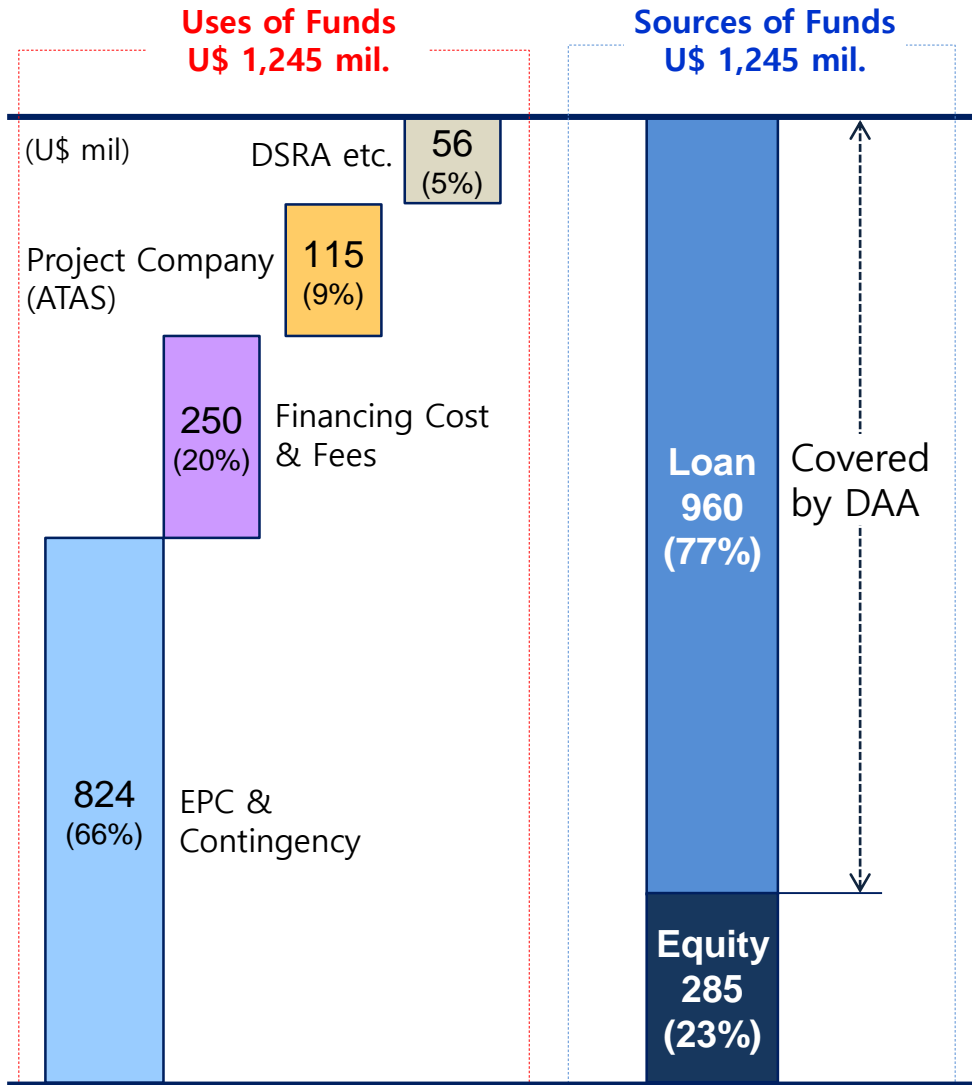 Uses of Funds
U$ 1,245 mil.
Sources of Funds
U$ 1,245 mil.
(U$ mil)
DSRA etc.
56
(5%)
Project Company
(ATAS)
115
(9%)
250
(20%)
Financing Cost
& Fees
824
(66%)
EPC &
Contingency
Loan
960
(77%)
Covered
by DAA
Equity
285
(23%)